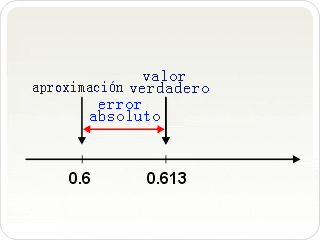 valor
aproximación verdadero
error
absoluto
0.6 0.613